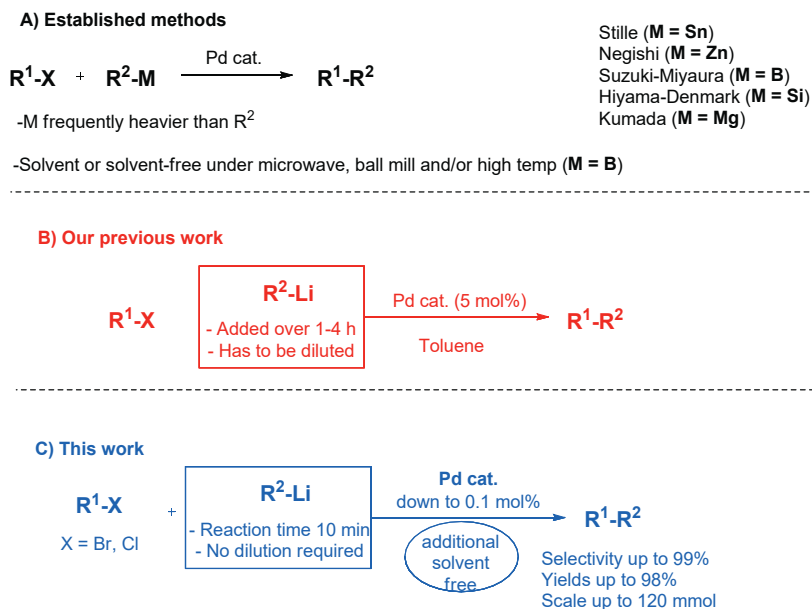 A) Established methods
R¹-X + R²-M Pd cat. R¹-R²
Stille (M = Sn)
Negishi (M = Zn)
Suzuki-Miyaura (M = B)
Hiyama-Denmark (M = Si)
Kumada (M = Mg)
-M frequently heavier than R²
-Solvent or solvent-free under microwave, ball mill and/or high temp (M = B)
B) Our previous work
R¹-X
R²-Li
- Added over 1-4 h
- Has to be diluted
Pd cat. (5 mol%)
Toluene
R¹-R²
C) This work
R¹-X
X = Br, Cl
+
R²-Li
- Reaction time 10 min
- No dilution required
Pd cat.
down to 0.1 mol%
additional
solvent
free
R¹-R²
Selectivity up to 99%
Yields up to 98%
Scale up to 120 mmol